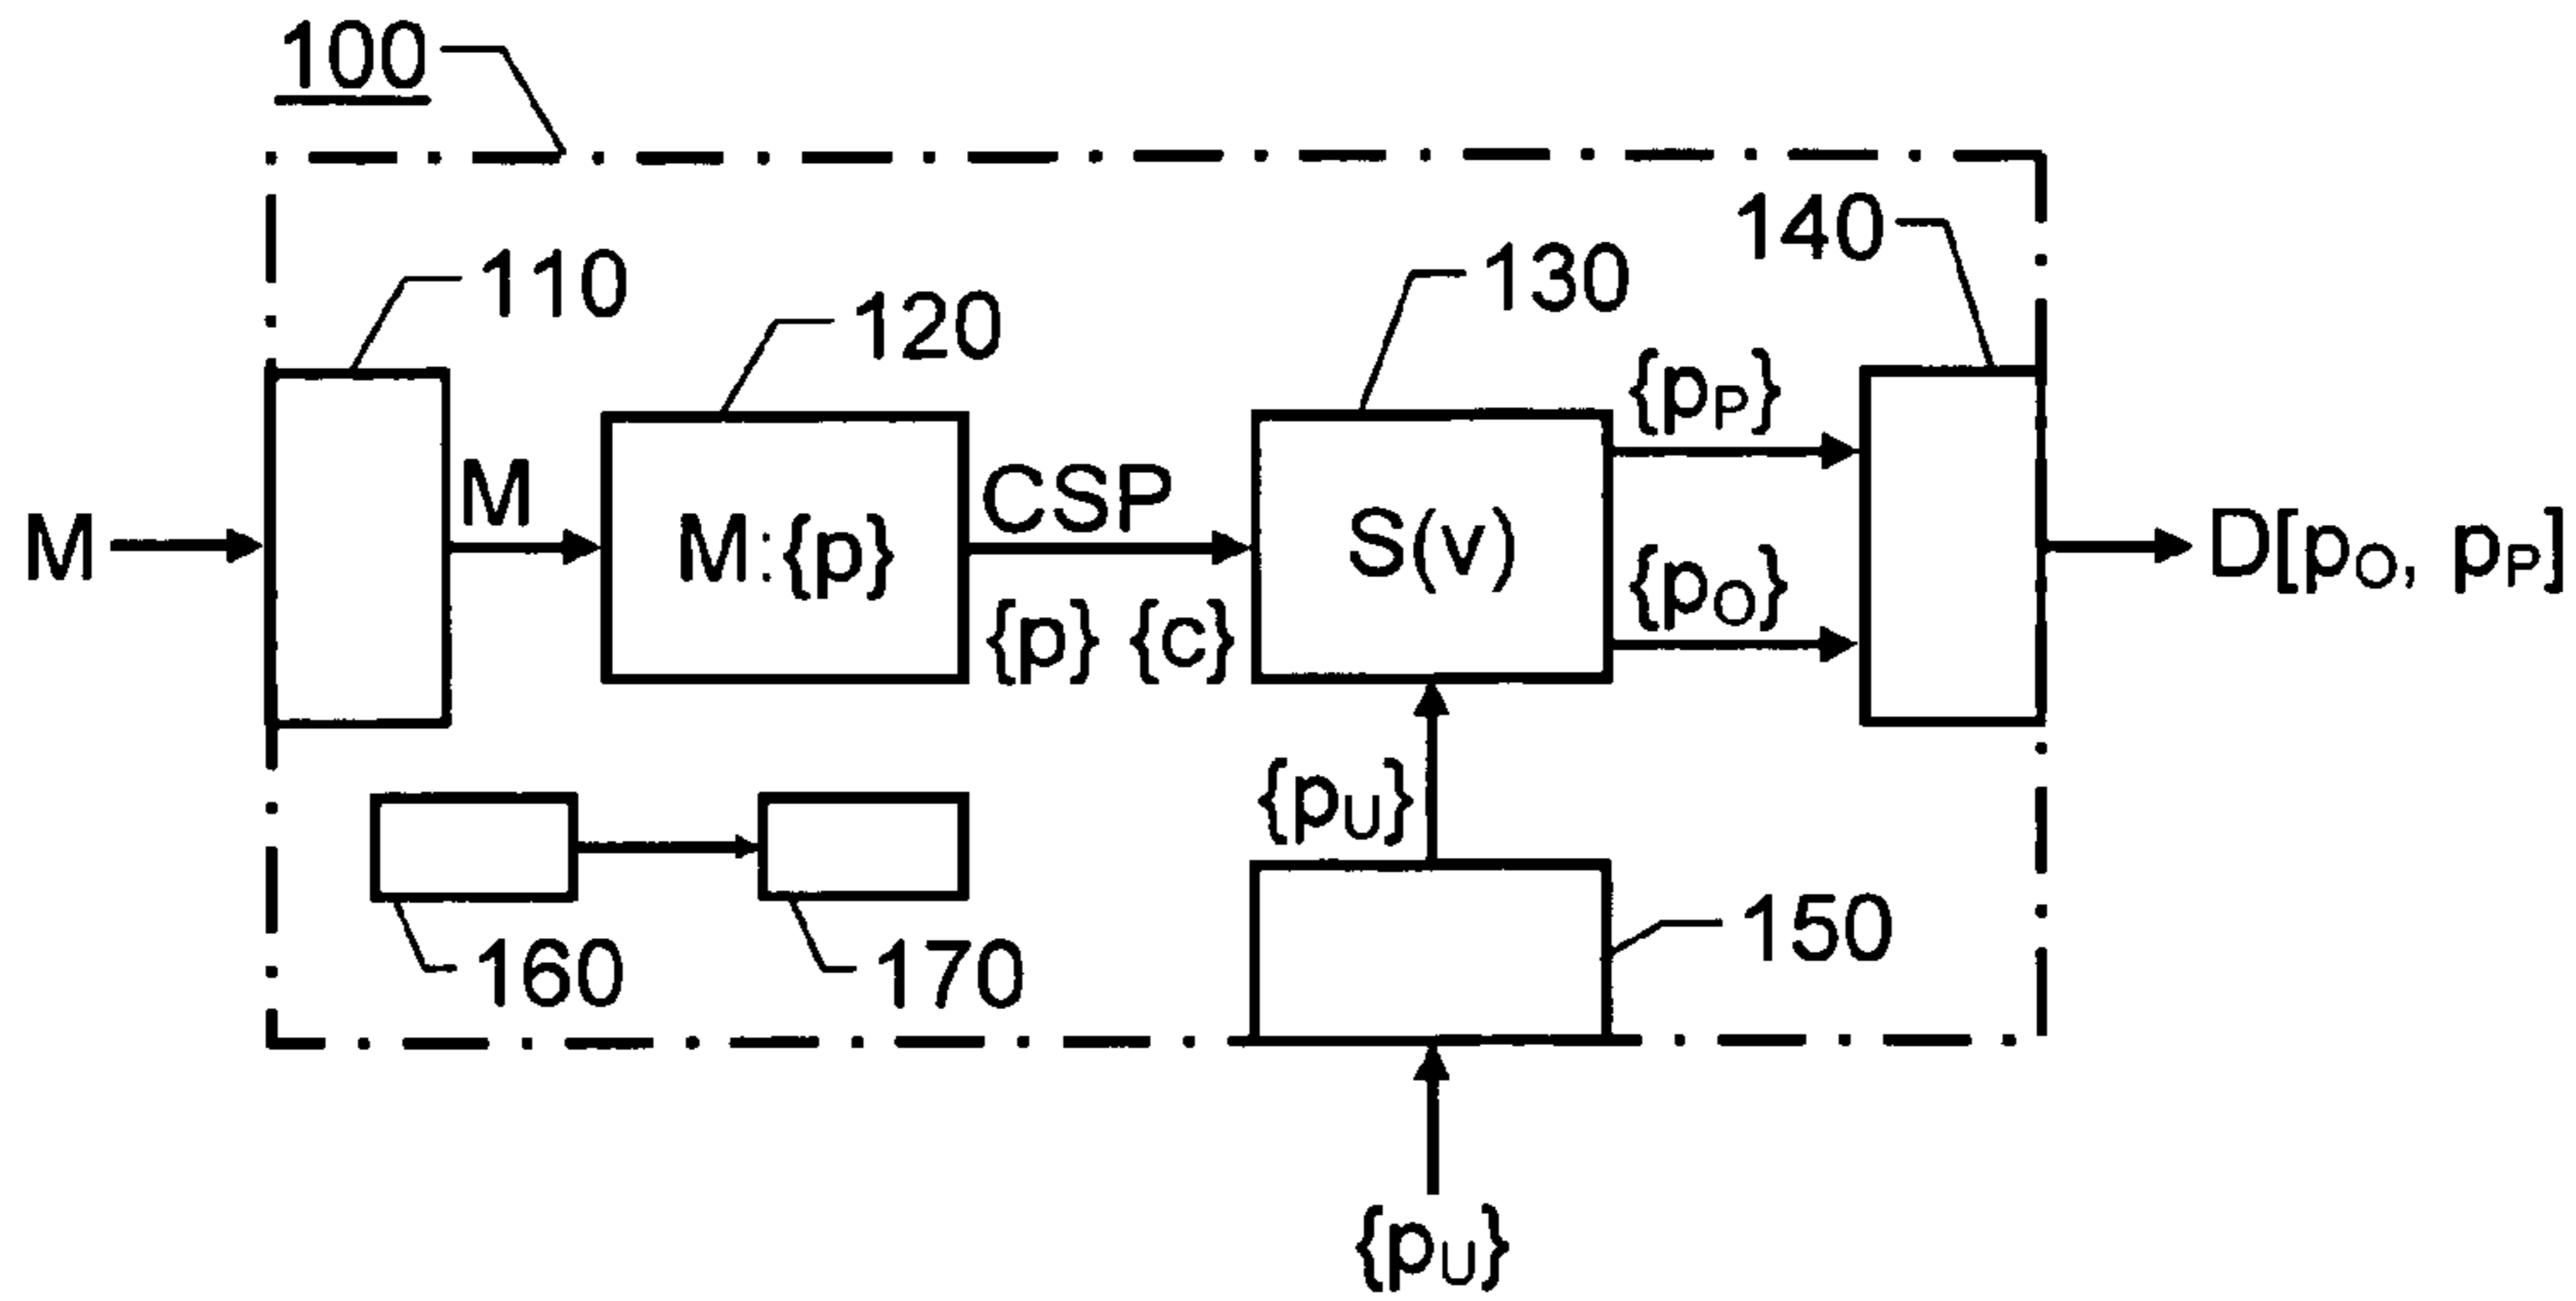 100
110
120
130
140
{pP}
M
M
M:{p}
CSP
S(v)
D[pO, pP]
{p} {c}
{pO}
{pU}
160
170
150
{pU}